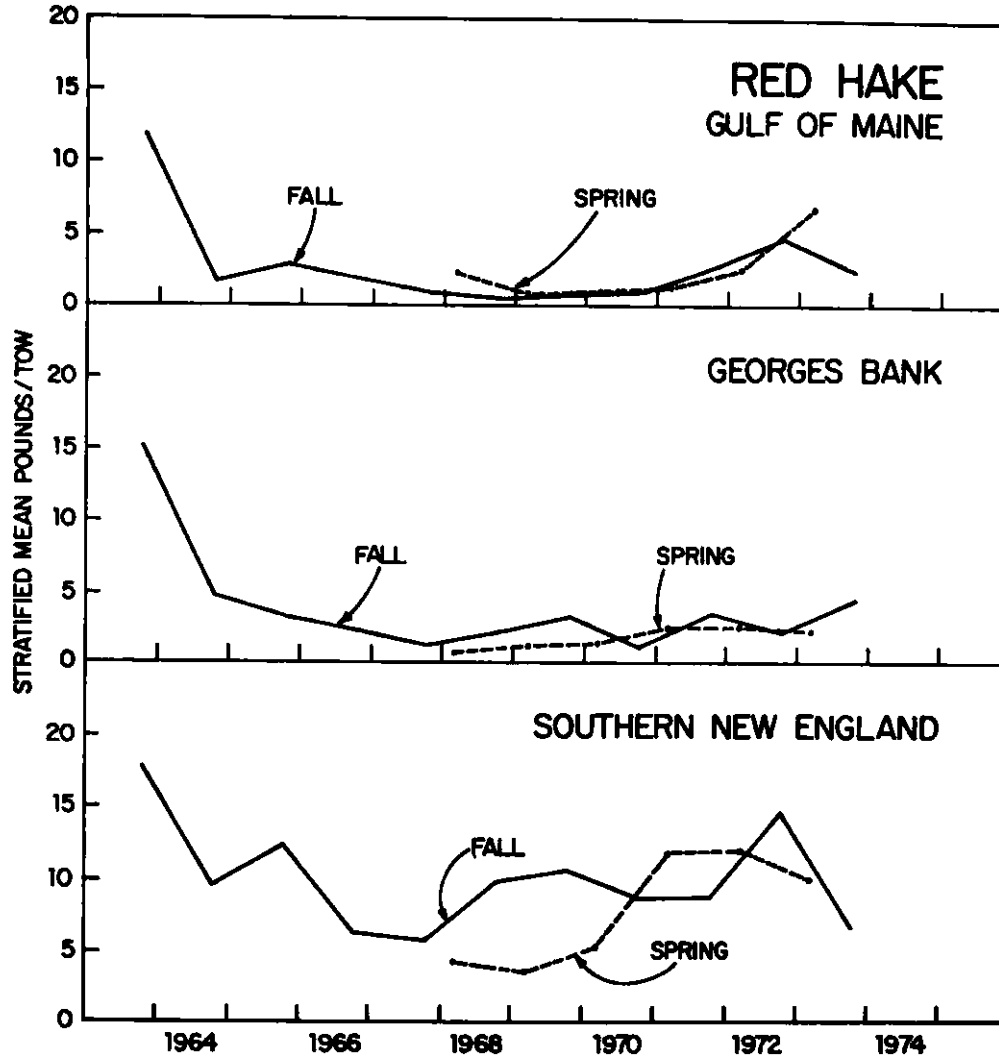 20
15
10
5
0
RED HAKE
GULF OF MAINE
FALL
SPRING
STRATIFIED MEAN POUNDS/TOW
20
15
10
5
0
GEORGES BANK
FALL
SPRING
20
15
10
5
0
SOUTHERN NEW ENGLAND
FALL
SPRING
1964 1966 1968 1970 1972 1974